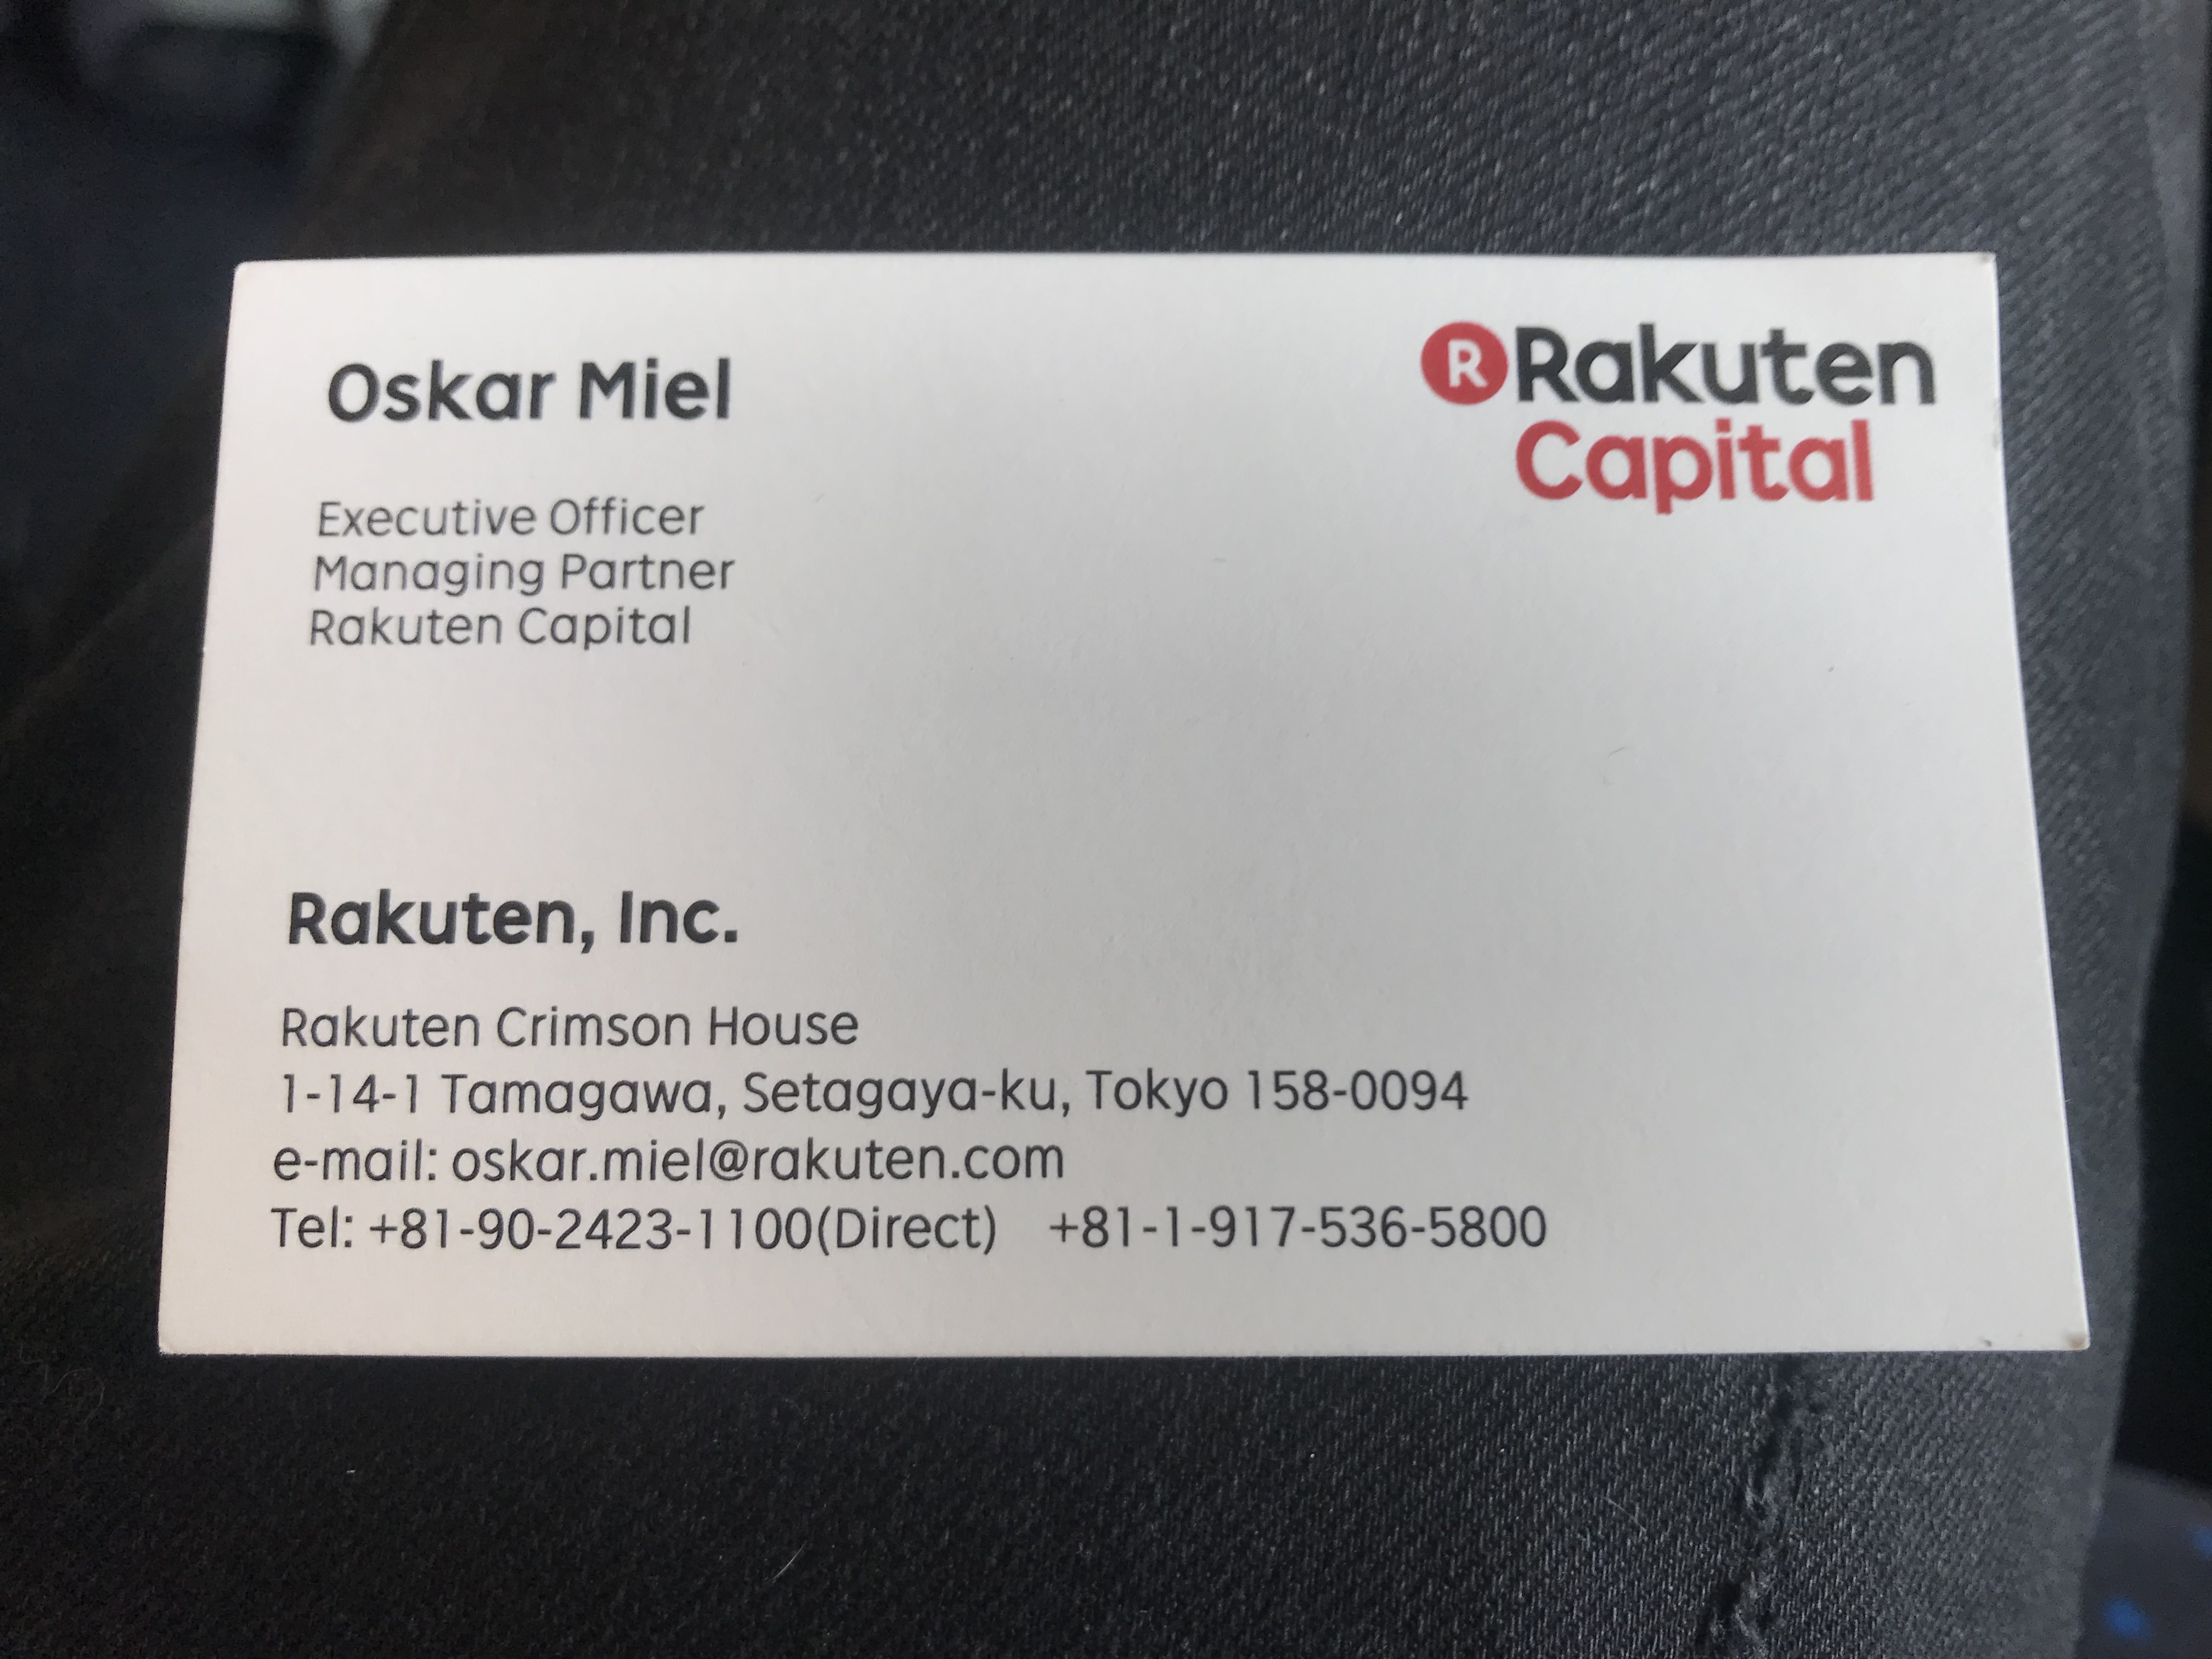 Oskar Miel
Executive Officer
Managing Partner
Rakuten Capital
R Rakuten
Capital
Rakuten, Inc.
Rakuten Crimson House
1-14-1 Tamagawa, Setagaya-ku, Tokyo 158-0094
e-mail: oskar.miel@rakuten.com
Tel: +81-90-2423-1100(Direct) +81-1-917-536-5800